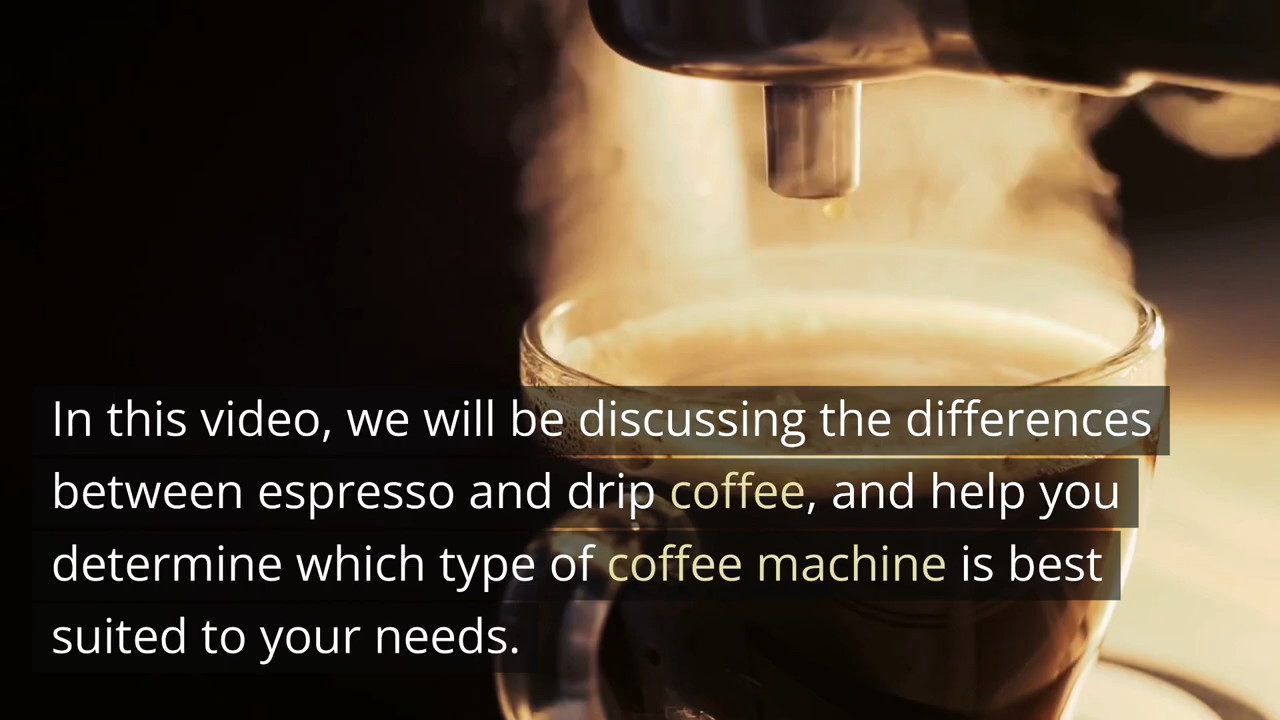 In this video, we will be discussing the differences
between espresso and drip coffee, and help you
determine which type of coffee machine is best
suited to your needs.